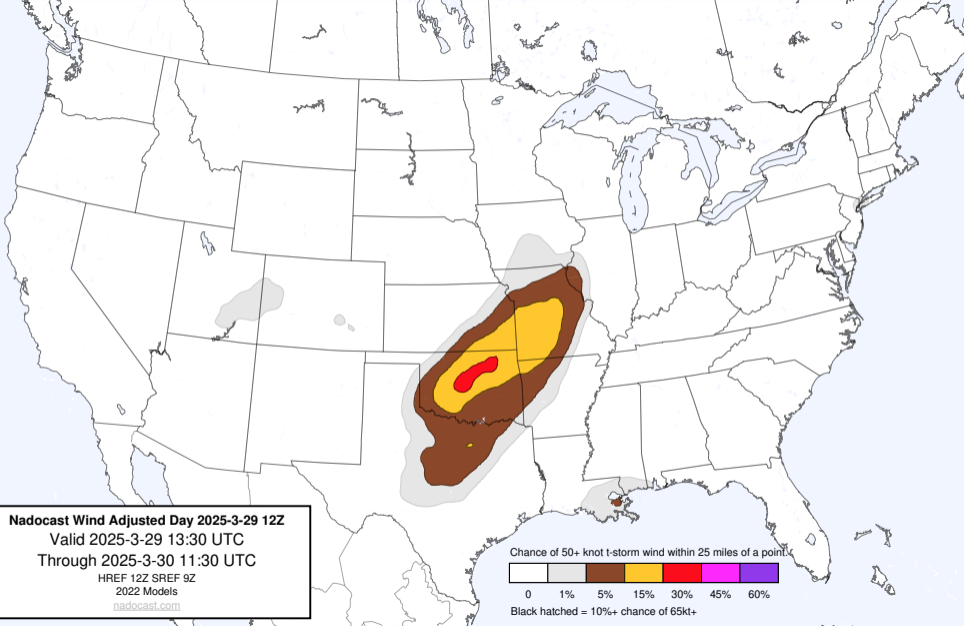 Nadocast Wind Adjusted Day 2025-3-29 12Z
Valid 2025-3-29 13:30 UTC
Through 2025-3-30 11:30 UTC
HREF 12Z SREF 9Z
2022 Models
nadocast.com
Chance of 50+ knot t-storm wind within 25 miles of a point.
0 1% 5% 15% 30% 45% 60%
Black hatched = 10%+ chance of 65kt+